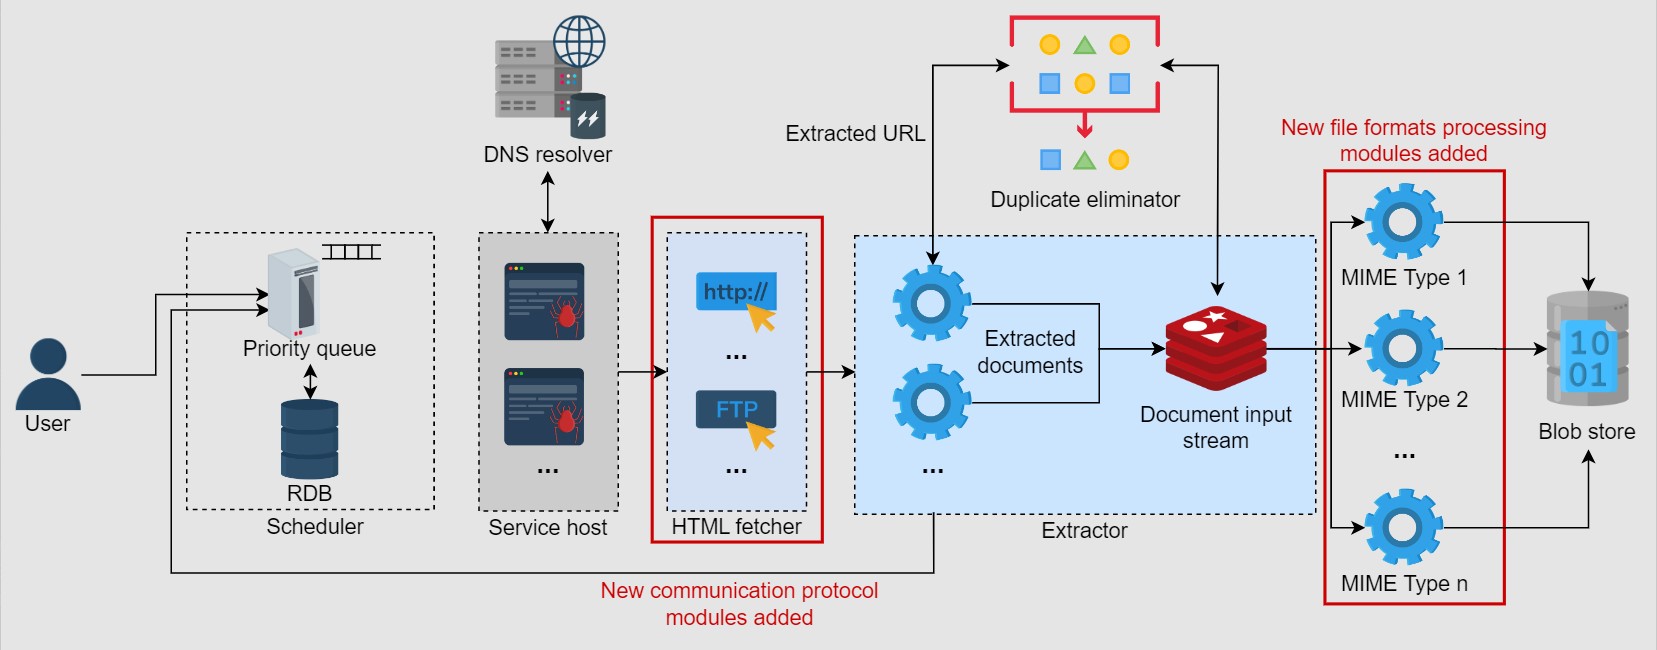 DNS resolver
Extracted URL
Duplicate eliminator
New file formats processing
modules added
Priority queue
RDB
Scheduler
User
...
Service host
http://
...
FTP
...
HTML fetcher
Extracted
documents
...
Document input
stream
Extractor
MIME Type 1
MIME Type 2
...
MIME Type n
10
01
Blob store
New communication protocol
modules added